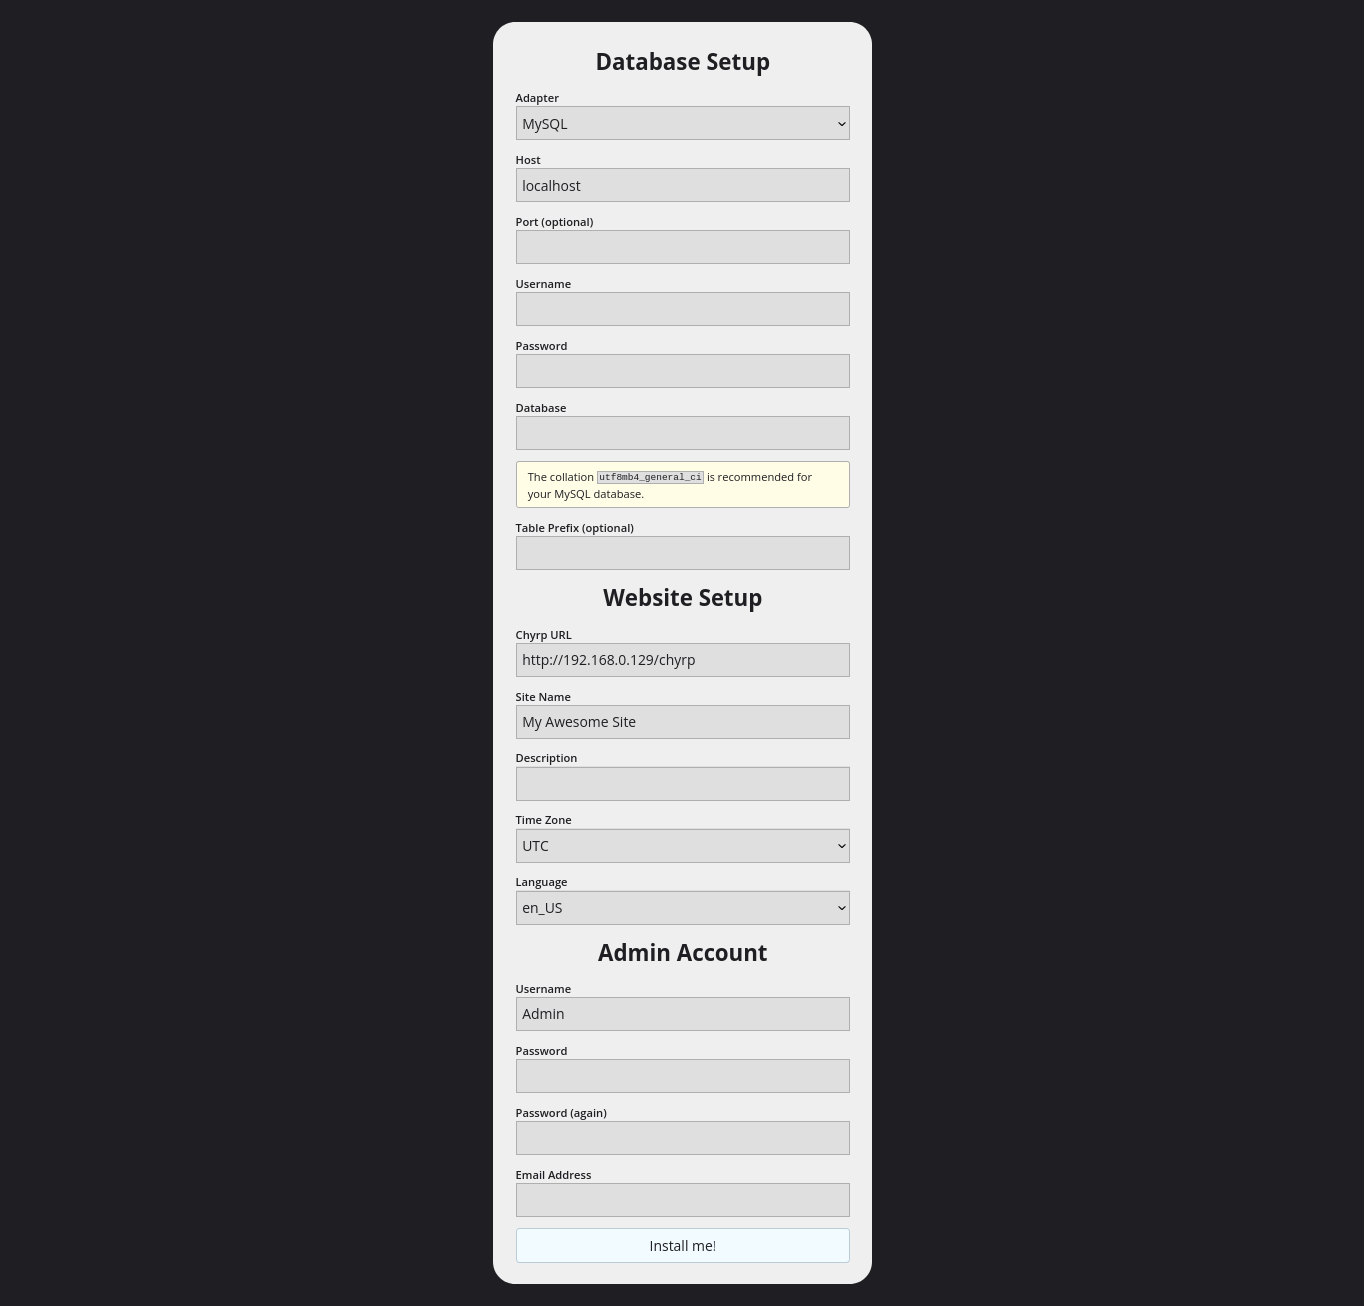 Database Setup
Adapter
MySQL
Host
localhost
Port (optional)
Username
Password
Database
The collation utf8mb4_general_ci is recommended for
your MySQL database.
Table Prefix (optional)
Website Setup
Chyrp URL
http://192.168.0.129/chyrp
Site Name
My Awesome Site
Description
Time Zone
UTC
Language
en_US
Admin Account
Username
Admin
Password
Password (again)
Email Address
Install me!